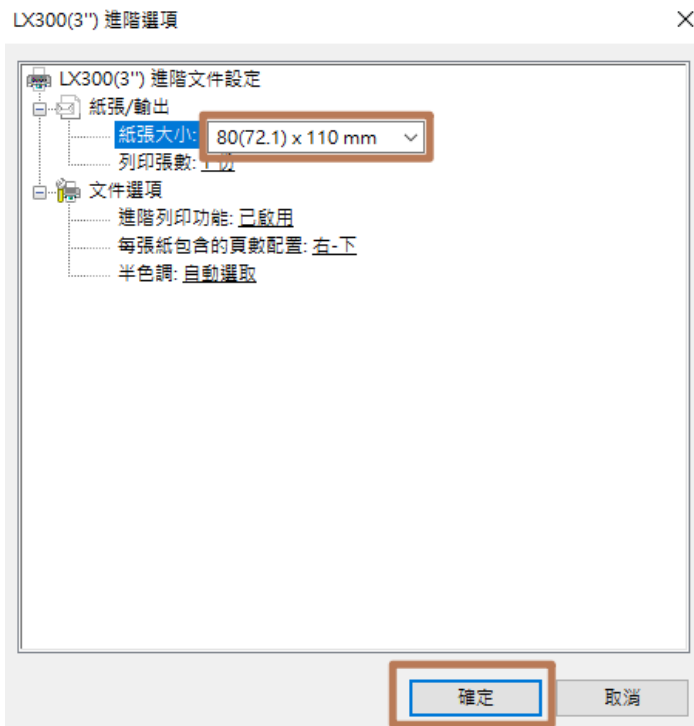 LX300(3") 進階選項
LX300(3") 進階文件設定
紙張/輸出
紙張大小: 80(72.1) x 110 mm
列印張數: 1 份
文件選項
進階列印功能: 已啟用
每張紙包含的頁數配置: 右-下
半色調: 自動選取
確定 取消